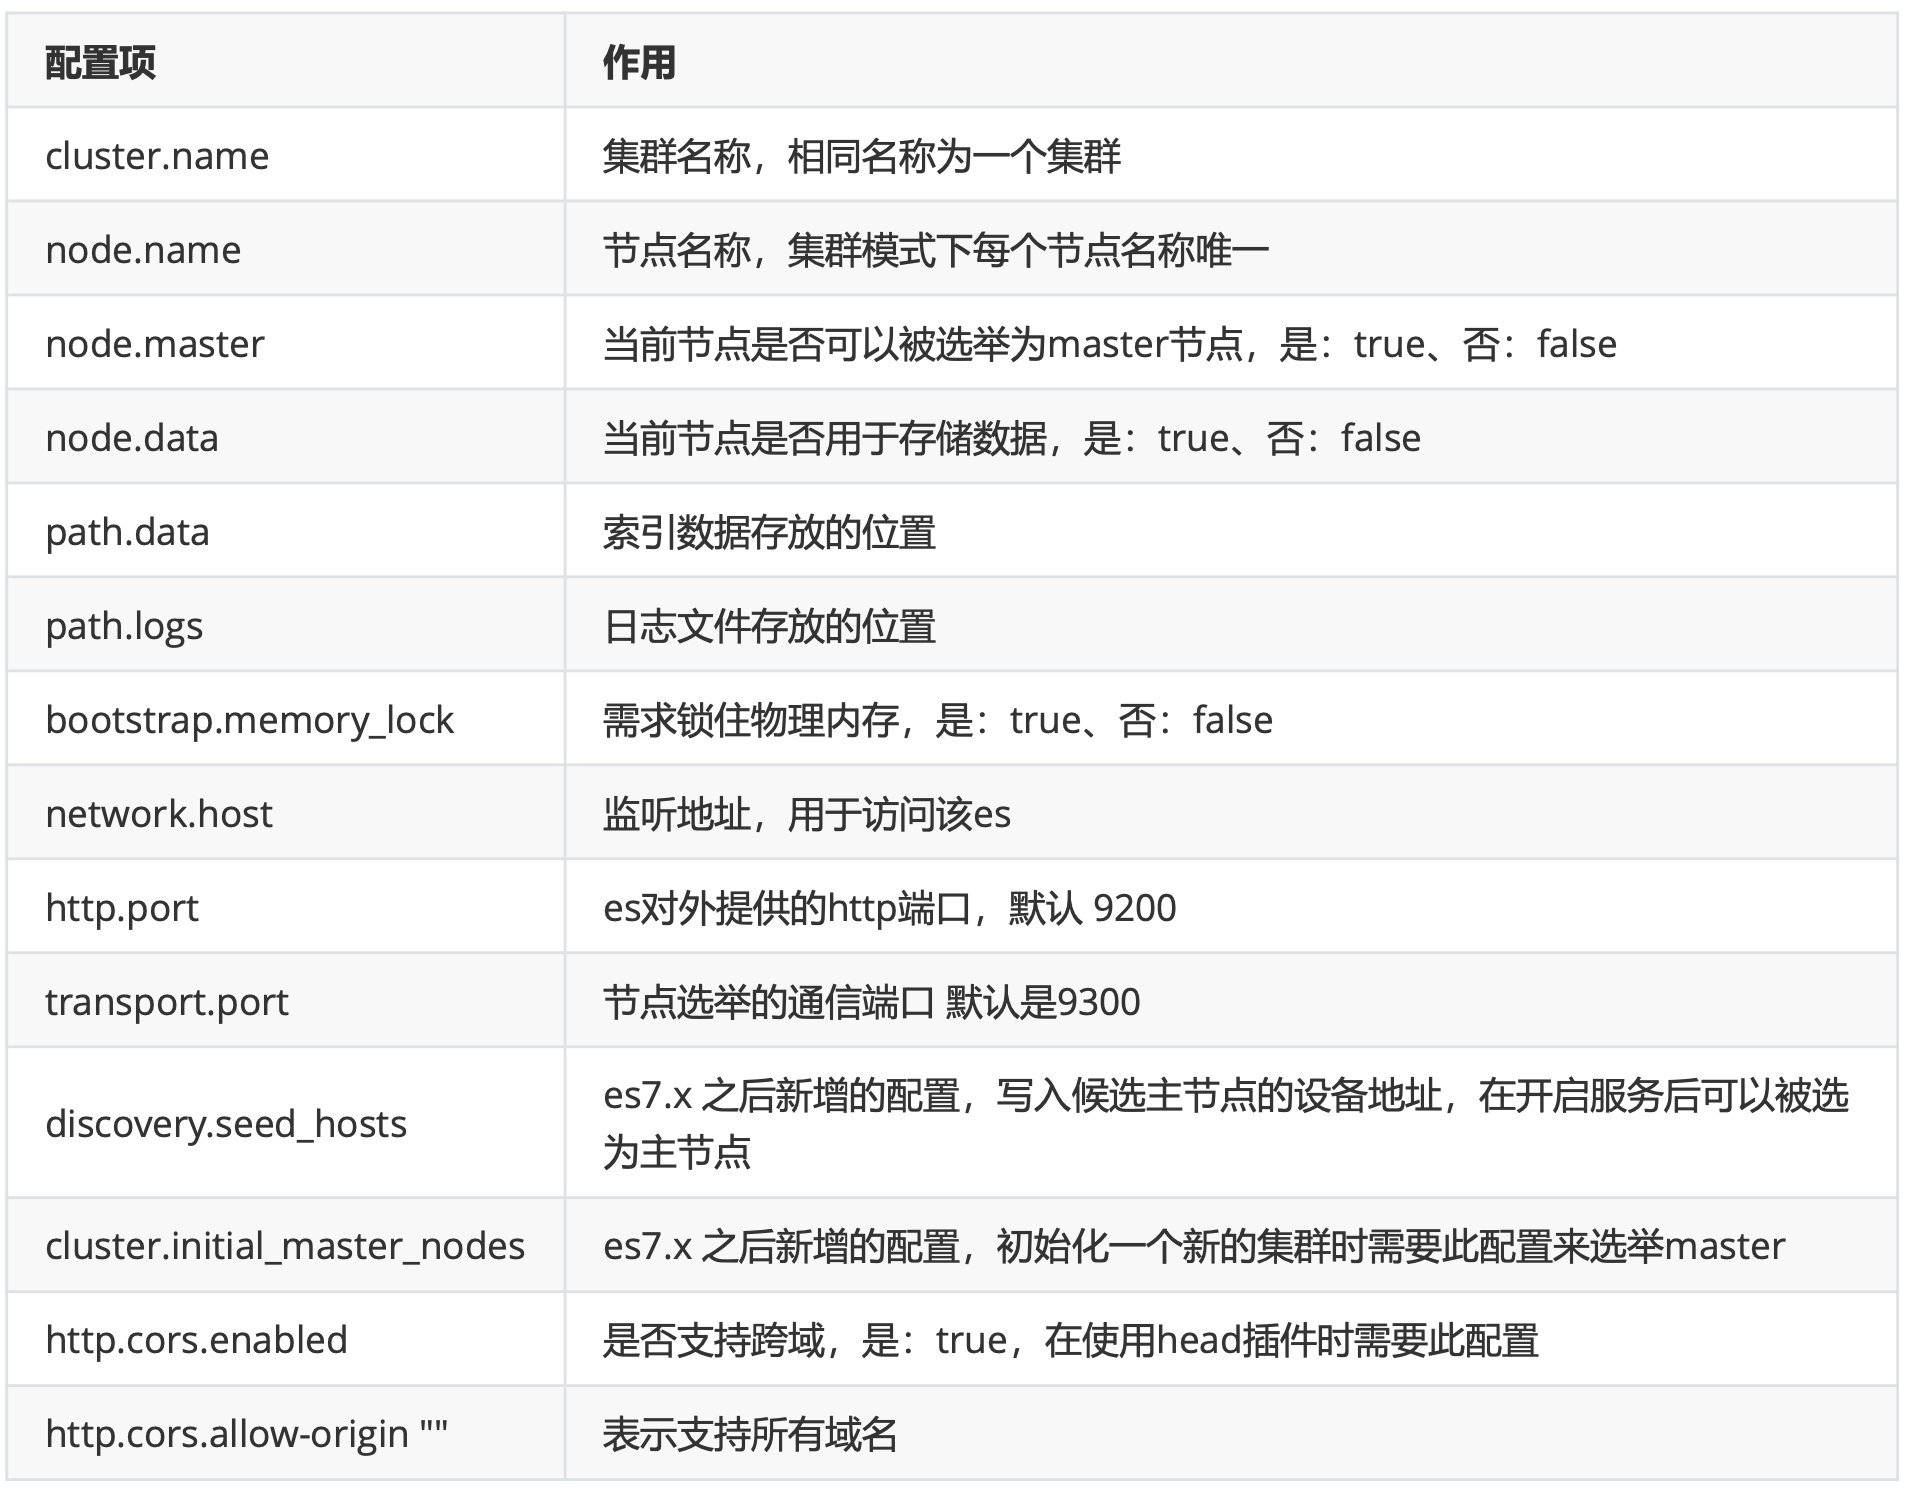 配置项 作用
cluster.name 集群名称，相同名称为一个集群
node.name 节点名称，集群模式下每个节点名称唯一
node.master 当前节点是否可以被选举为master节点，是：true、否：false
node.data 当前节点是否用于存储数据，是：true、否：false
path.data 索引数据存放的位置
path.logs 日志文件存放的位置
bootstrap.memory_lock 需求锁住物理内存，是：true、否：false
network.host 监听地址，用于访问该es
http.port es对外提供的http端口，默认 9200
transport.port 节点选举的通信端口 默认是9300
discovery.seed_hosts es7.x 之后新增的配置，写入候选主节点的设备地址，在开启服务后可以被选
为主节点
cluster.initial_master_nodes es7.x 之后新增的配置，初始化一个新的集群时需要此配置来选举master
http.cors.enabled 是否支持跨域，是：true，在使用head插件时需要此配置
http.cors.allow-origin "" 表示支持所有域名